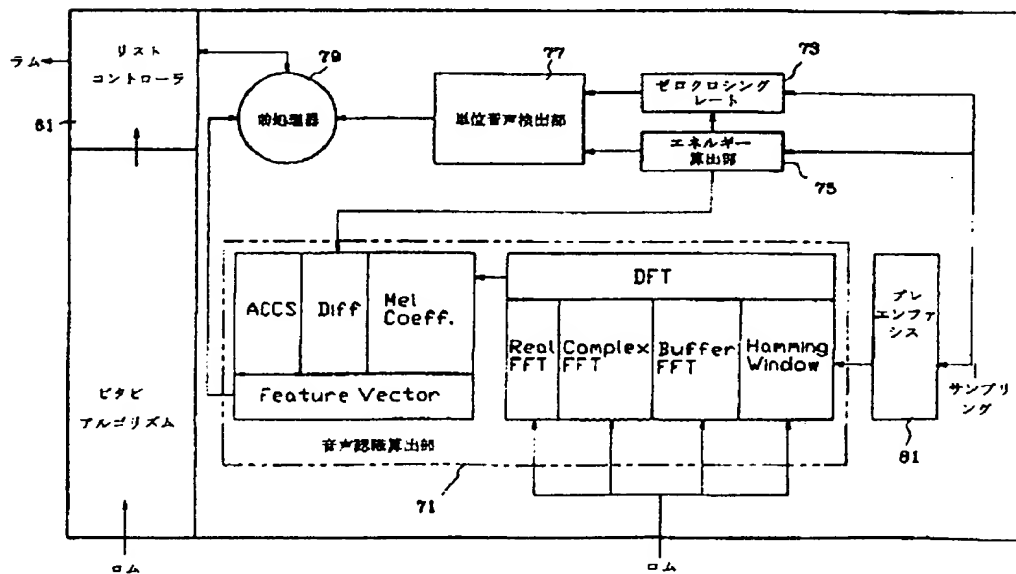 リスト
コントローラ
ラム
61
79
前処理器
77
単位音声検出部
73
ゼロクロシング
レート
エネルギー
算出部
75
ACCS
Diff
Mel
Coeff.
Feature Vector
音声認識算出部
71
DFT
Real
FFT
Complex
FFT
Buffer
FFT
Hamming
Window
プレ
エンファ
シス
81
サンプリ
ング
ビタビ
アルゴリズム
ロム
ロム